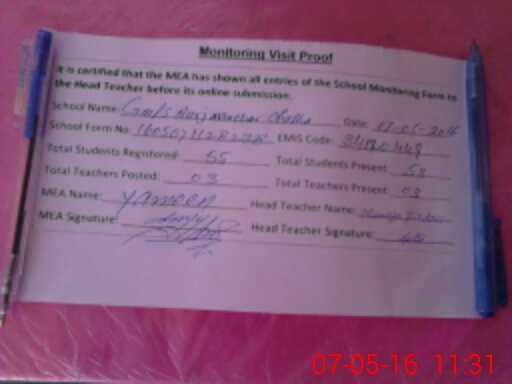 Monitoring Visit Proof
It is certified that the MEA has shown all entries of the School Monitoring Form to
the Head Teacher before its online submission.
School Name: GMPS Date: 07-05-2016
School Form No: EMIS Code:
Total Students Registered: 55 Total Students Present: 53
Total Teachers Posted: 03 Total Teachers Present: 03
MEA Name: Yameen Head Teacher Name:
MEA Signature: Head Teacher Signature:
07-05-16 11:31